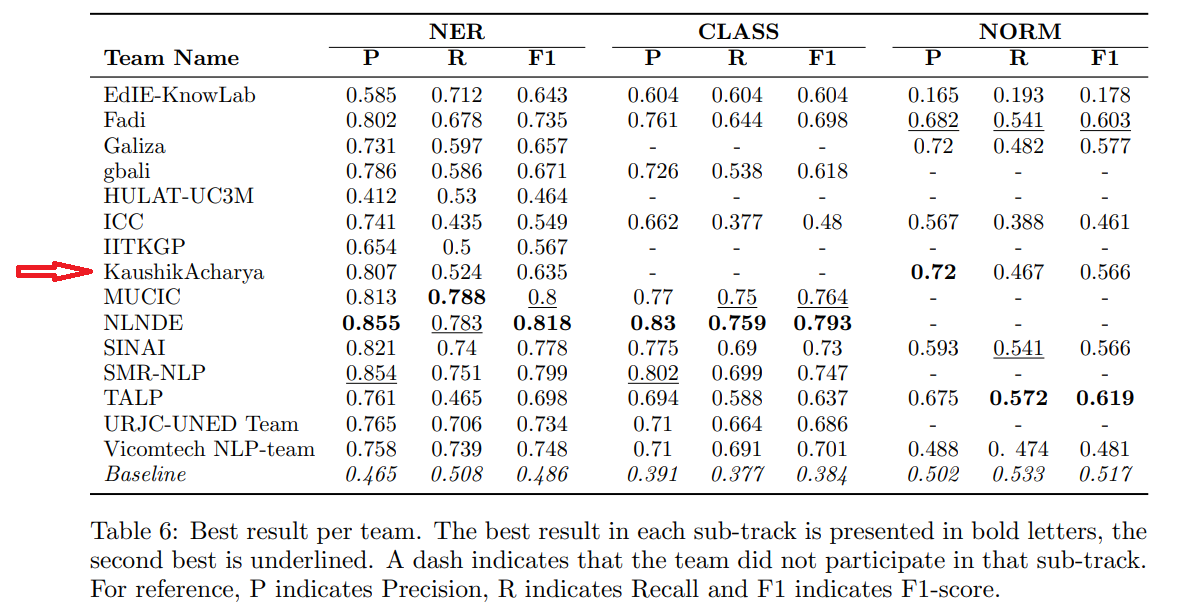 NER CLASS NORM
Team Name P R F1 P R F1 P R F1
EdIE-KnowLab 0.585 0.712 0.643 0.604 0.604 0.604 0.165 0.193 0.178
Fadi 0.802 0.678 0.735 0.761 0.644 0.698 0.682 0.541 0.603
Galiza 0.731 0.597 0.657 - - - 0.72 0.482 0.577
gbali 0.786 0.586 0.671 0.726 0.538 0.618 - - -
HULAT-UC3M 0.412 0.53 0.464 - - - - - -
ICC 0.741 0.435 0.549 0.662 0.377 0.48 0.567 0.388 0.461
IITKGP 0.654 0.5 0.567 - - - - - -
KaushikAcharya 0.807 0.524 0.635 - - - 0.72 0.467 0.566
MUCIC 0.813 0.788 0.8 0.77 0.75 0.764 - - -
NLNDE 0.855 0.783 0.818 0.83 0.759 0.793 - - -
SINAI 0.821 0.74 0.778 0.775 0.69 0.73 0.593 0.541 0.566
SMR-NLP 0.854 0.751 0.799 0.802 0.699 0.747 - - -
TALP 0.761 0.465 0.698 0.694 0.588 0.637 0.675 0.572 0.619
URJC-UNED Team 0.765 0.706 0.734 0.71 0.664 0.686 - - -
Vicomtech NLP-team 0.758 0.739 0.748 0.71 0.691 0.701 0.488 0. 474 0.481
Baseline 0.465 0.508 0.486 0.391 0.377 0.384 0.502 0.533 0.517
Table 6: Best result per team. The best result in each sub-track is presented in bold letters, the
second best is underlined. A dash indicates that the team did not participate in that sub-track.
For reference, P indicates Precision, R indicates Recall and F1 indicates F1-score.